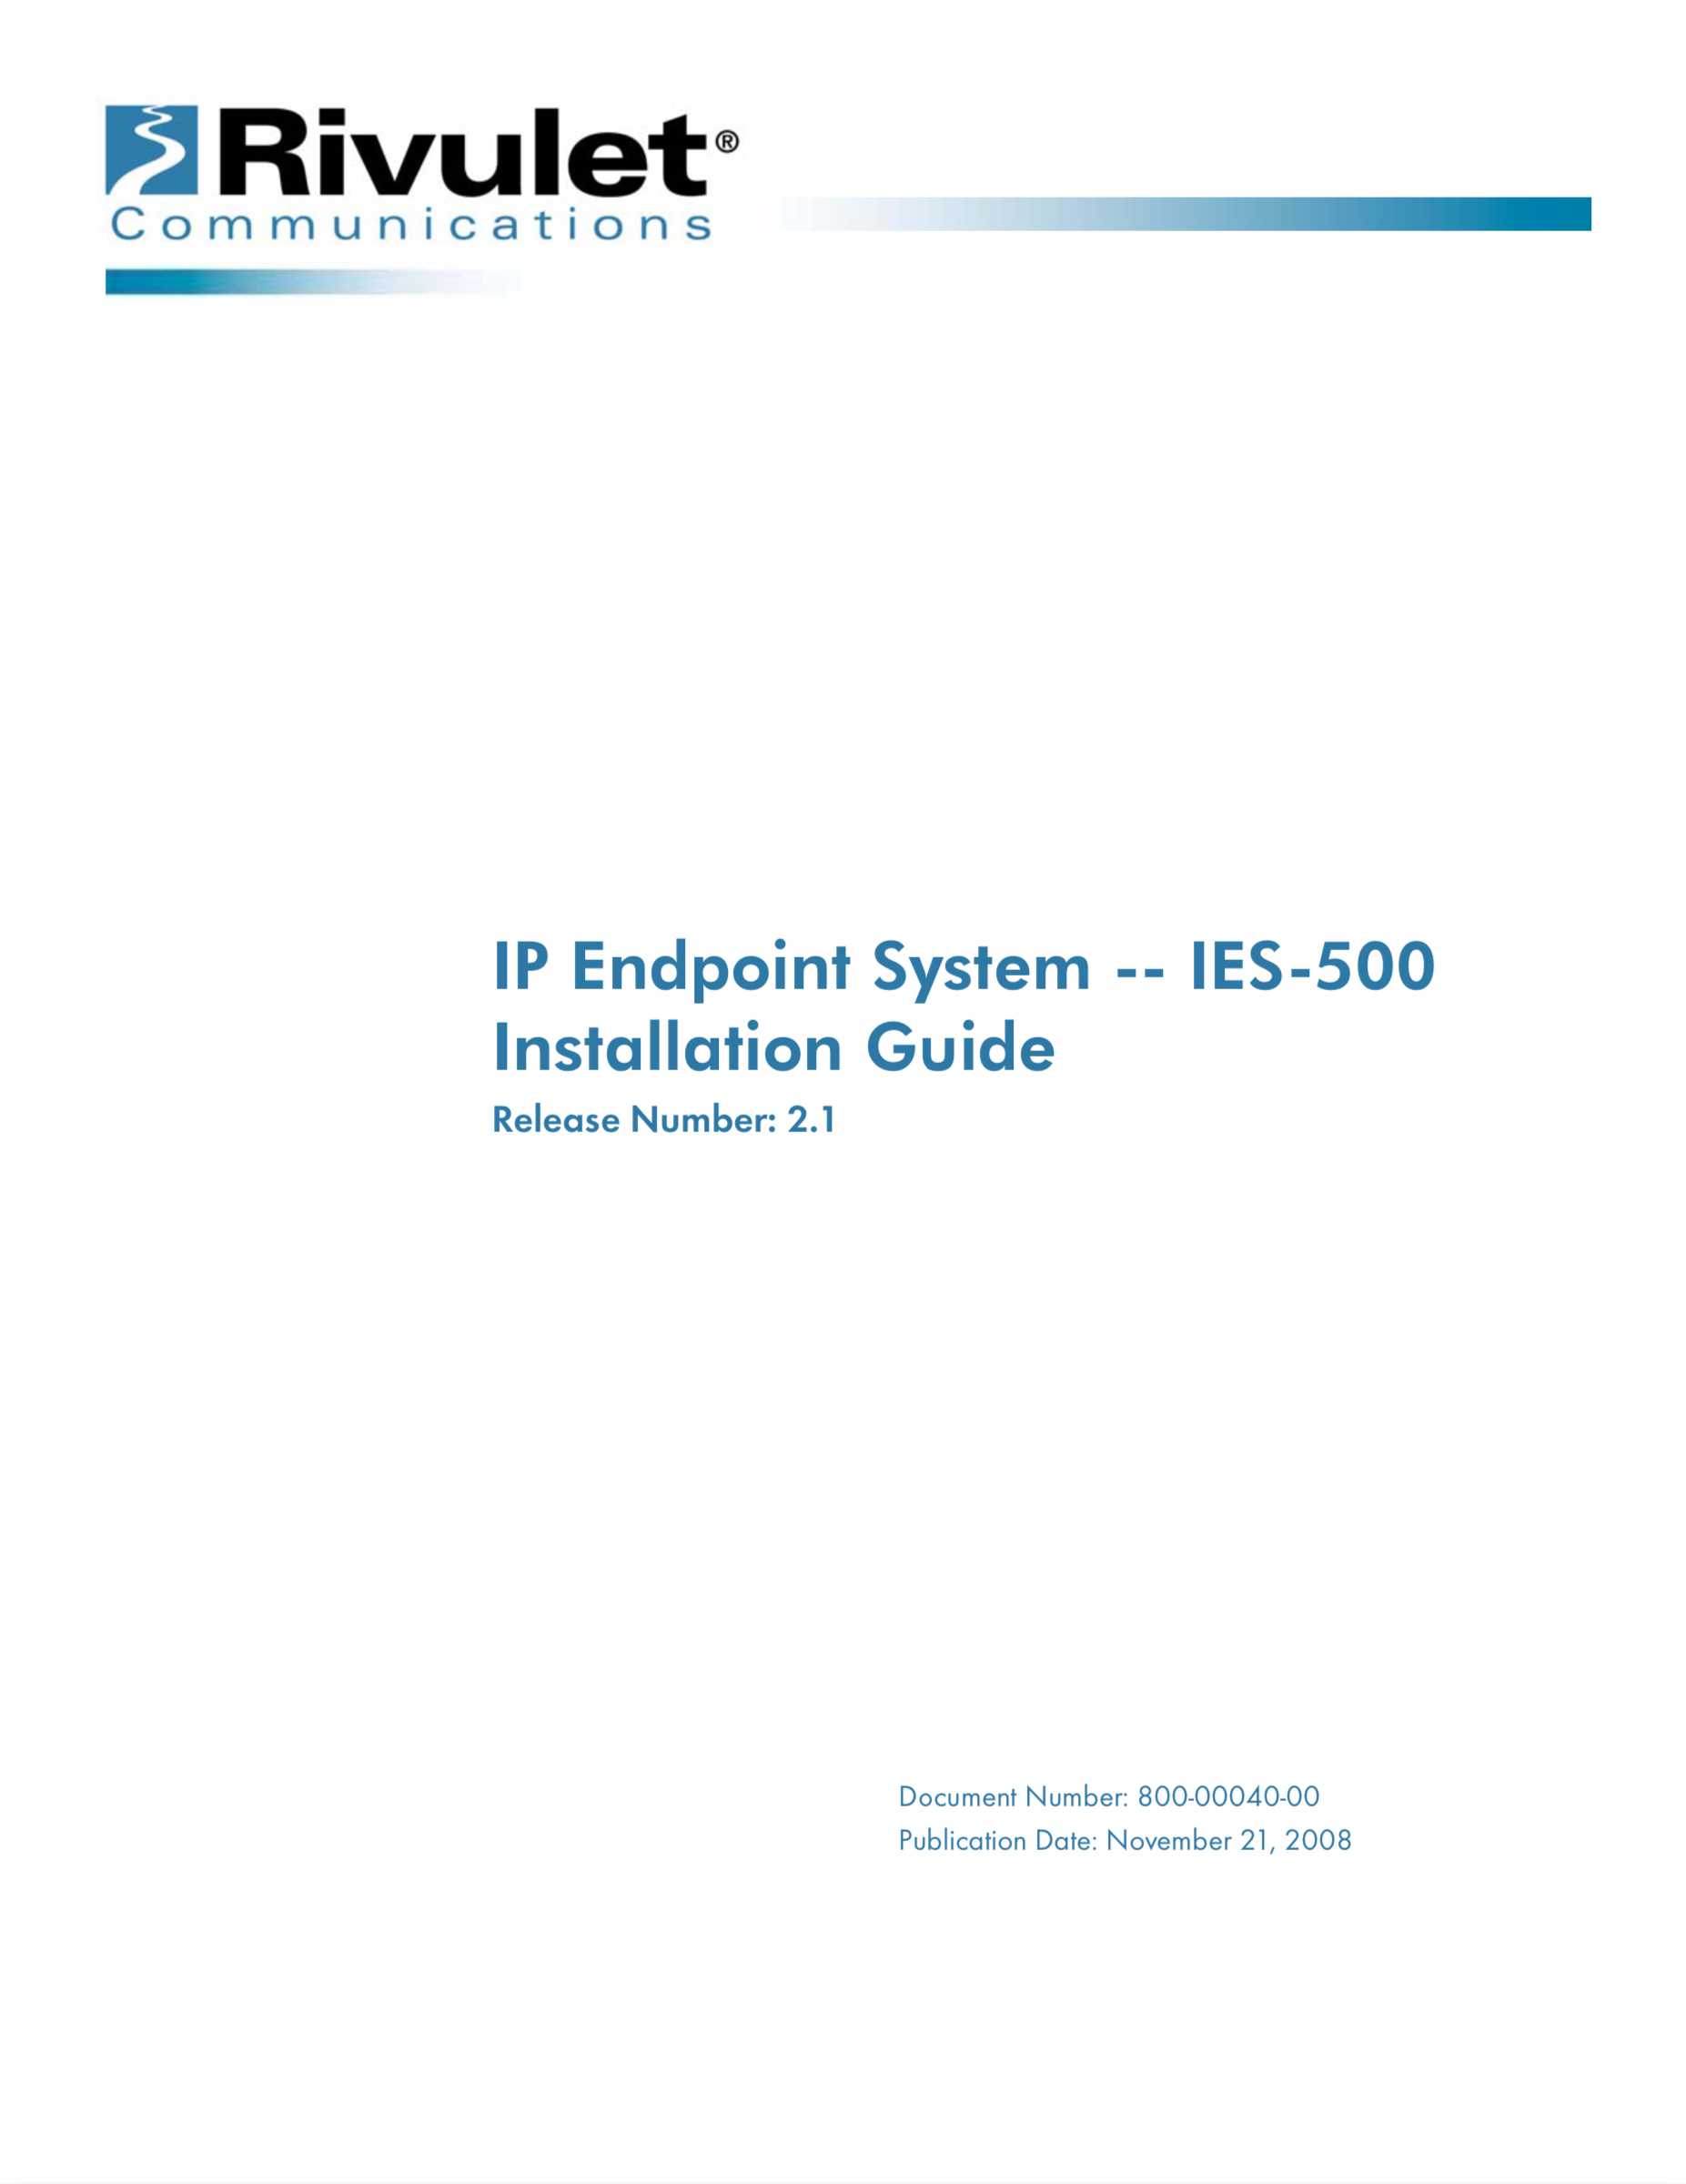 Rivulet®
Communications
IP Endpoint System -- IES-500
Installation Guide
Release Number: 2.1
Document Number: 800-00040-00
Publication Date: November 21, 2008